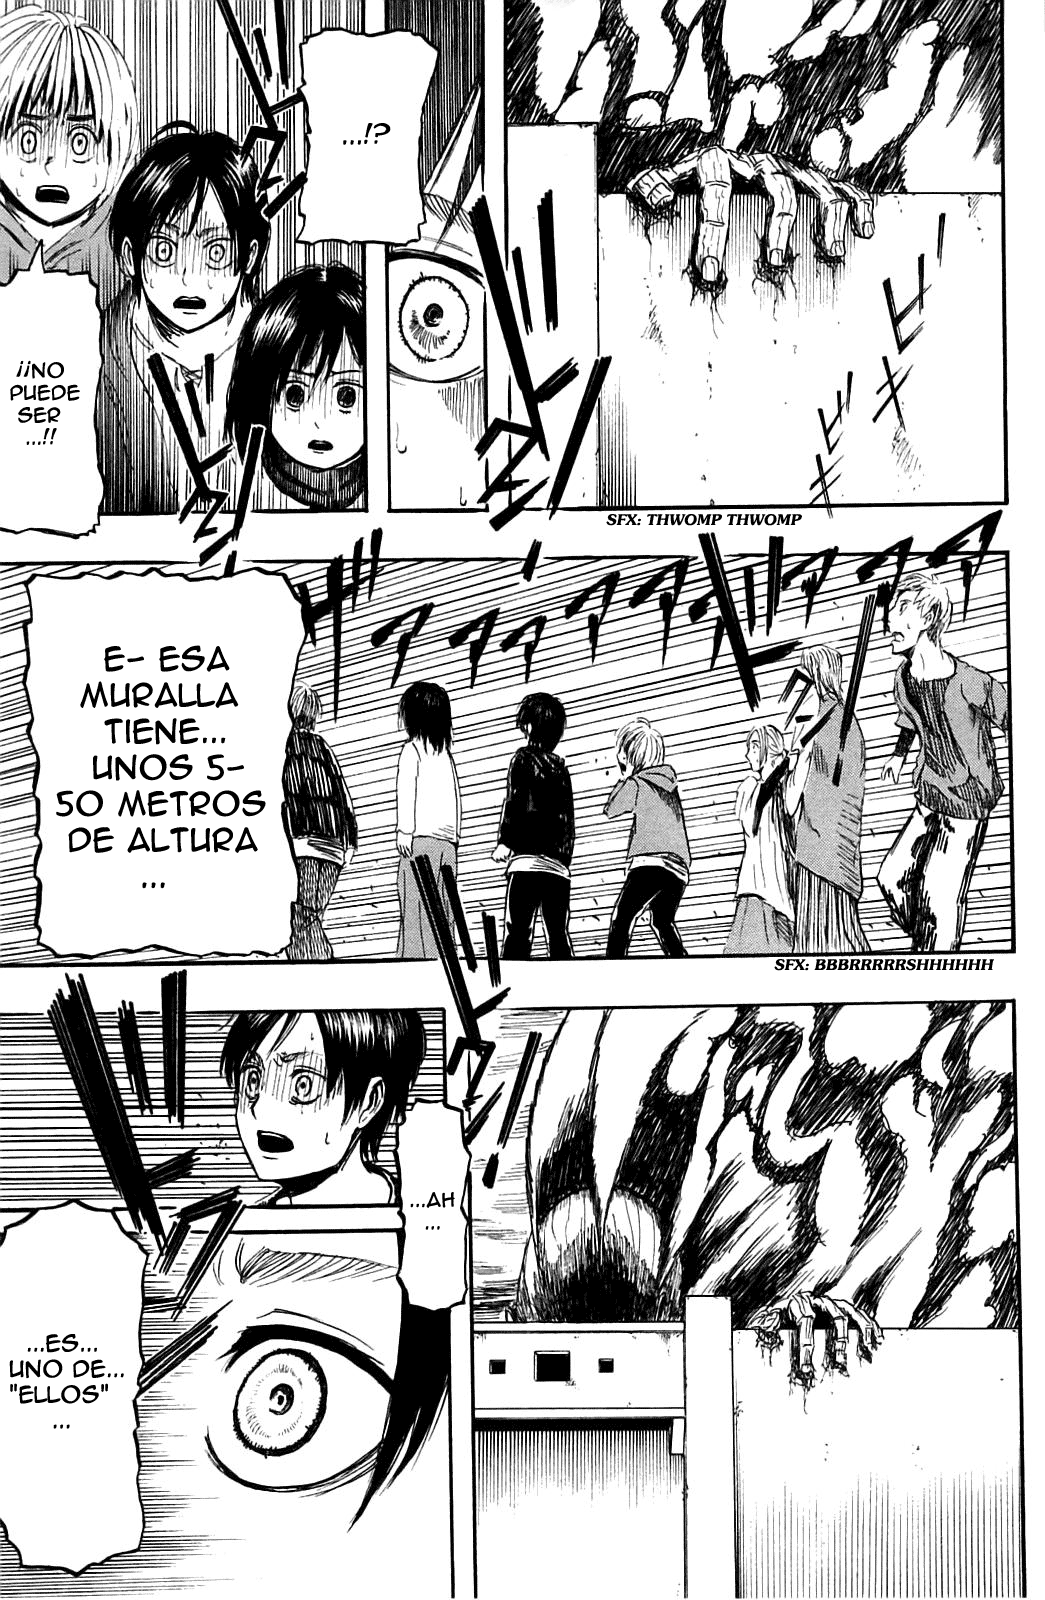 ...!?
¡¡NO
PUEDE
SER
...!!
SFX: THWOMP THWOMP
E- ESA
MURALLA
TIENE...
UNOS 5-
50 METROS
DE ALTURA
...
SFX: BBBRRRRRRSHHHHHH
...AH
...
...ES...
UNO DE...
"ELLOS"
...